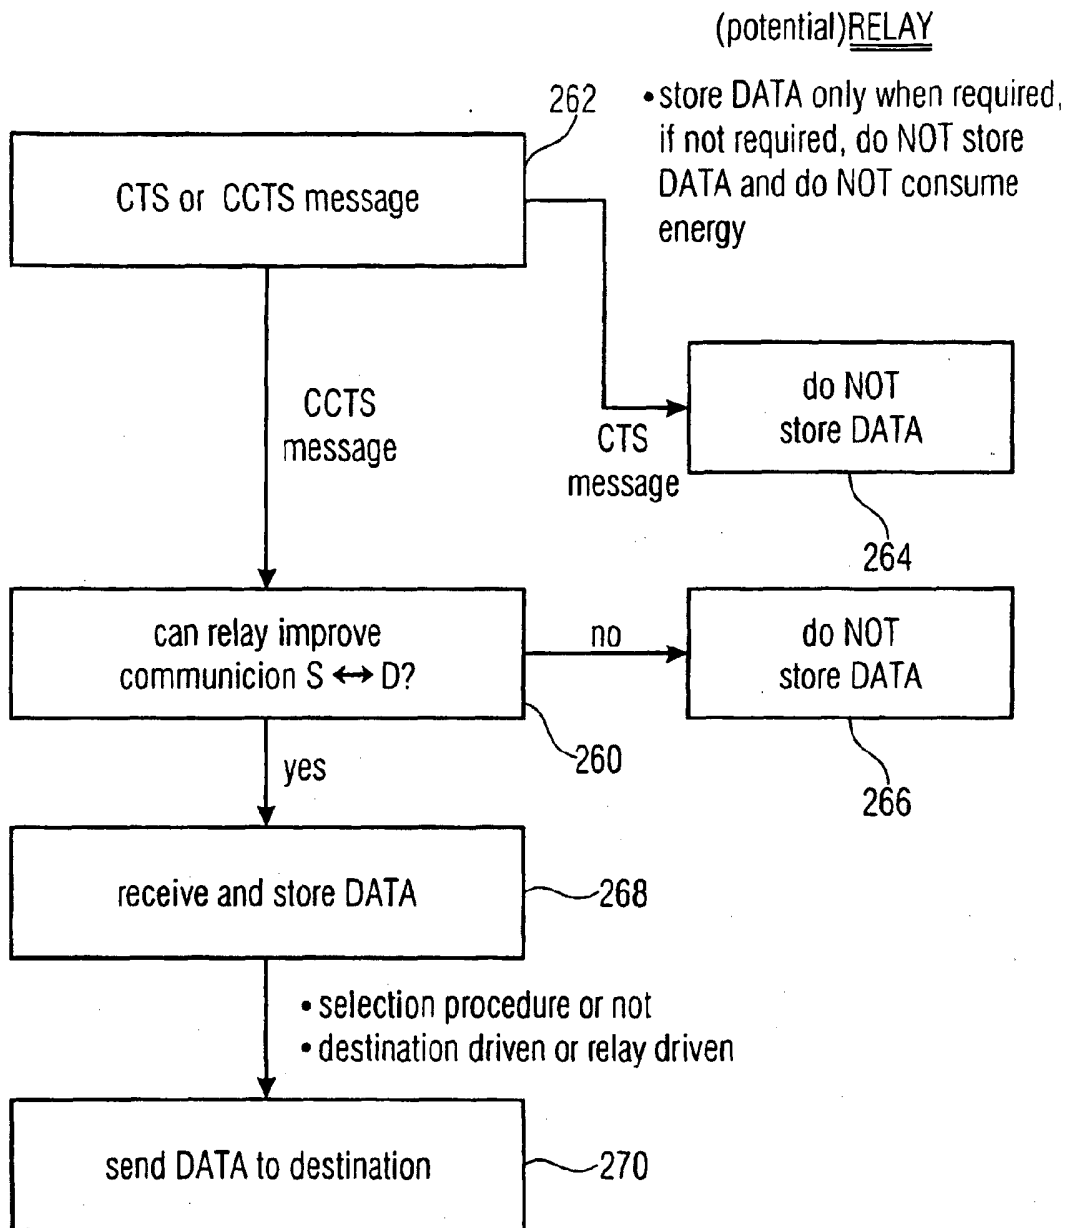 (potential)RELAY
262
• store DATA only when required,
if not required, do NOT store
DATA and do NOT consume
energy
CTS or CCTS message
CCTS
message
CTS
message
do NOT
store DATA
264
can relay improve
communicion S ↔ D?
no
do NOT
store DATA
260
266
yes
receive and store DATA
268
• selection procedure or not
• destination driven or relay driven
send DATA to destination
270